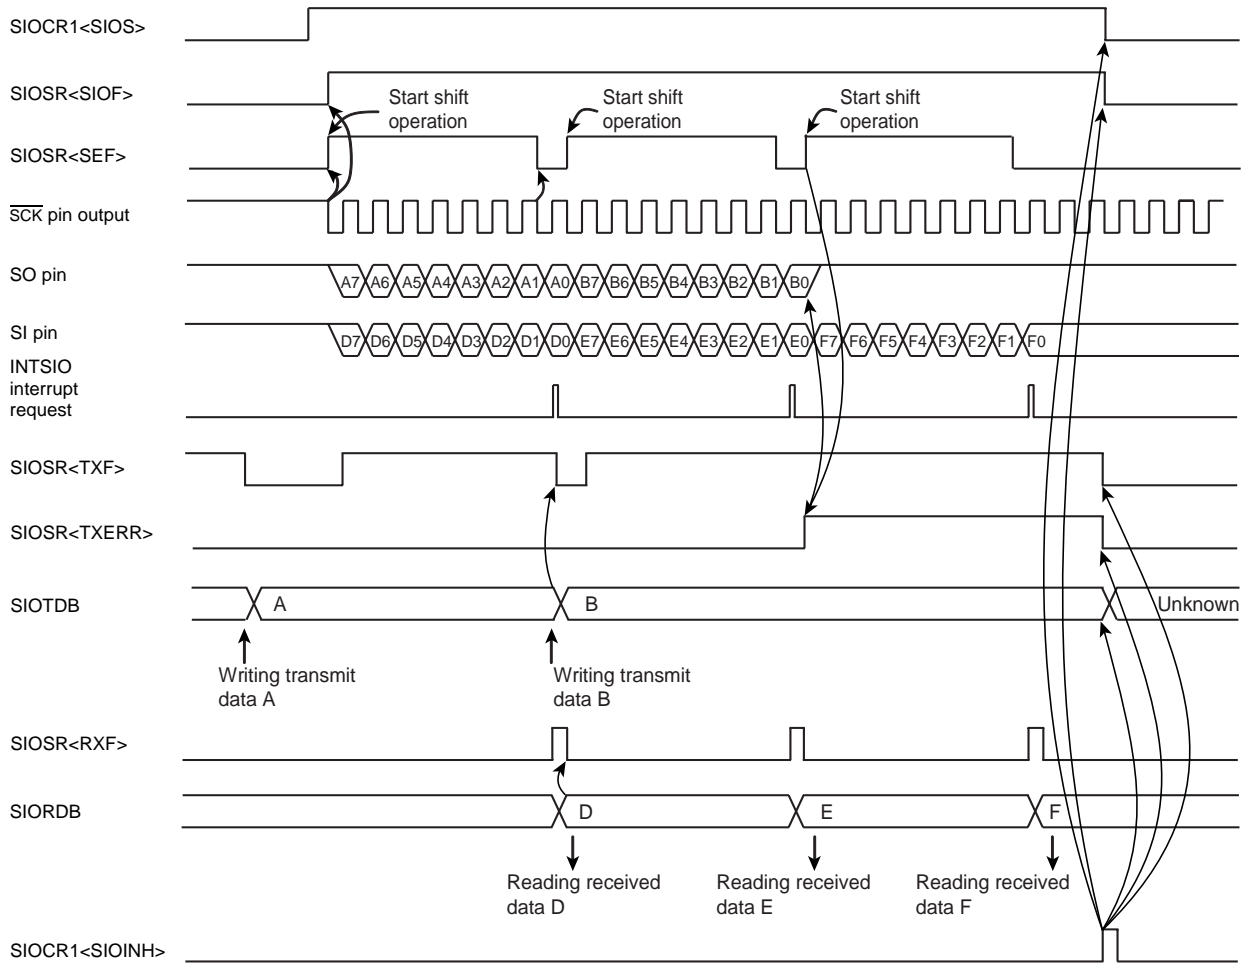 SIOCR1<SIOS>
SIOSR<SIOF>
Start shift
operation
Start shift
operation
Start shift
operation
SIOSR<SEF>
SCK pin output
SO pin
A7 A6 A5 A4 A3 A2 A1 A0 B7 B6 B5 B4 B3 B2 B1 B0
SI pin
D7 D6 D5 D4 D3 D2 D1 D0 E7 E6 E5 E4 E3 E2 E1 E0 F7 F6 F5 F4 F3 F2 F1 F0
INTSIO
interrupt
request
SIOSR<TXF>
SIOSR<TXERR>
SIOTDB
A
B
Unknown
Writing transmit
data A
Writing transmit
data B
SIOSR<RXF>
SIORDB
D
E
F
Reading received
data D
Reading received
data E
Reading received
data F
SIOCR1<SIOINH>